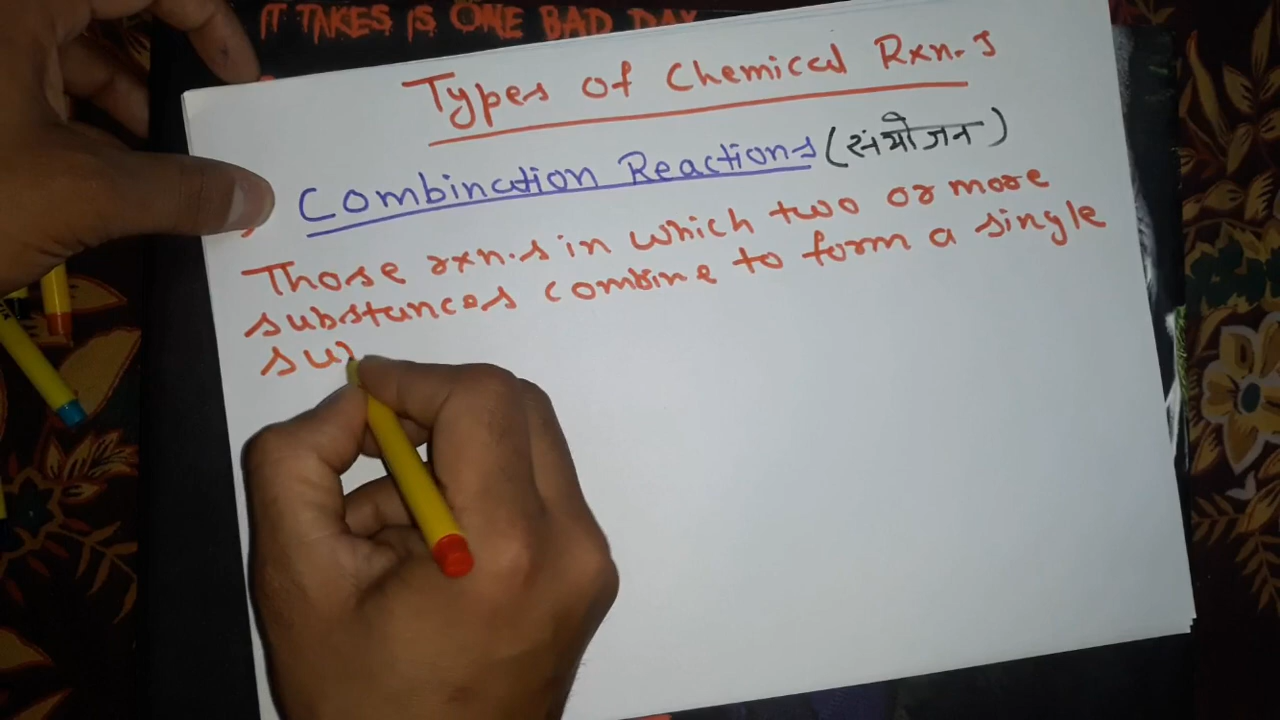 IT TAKES IS ONE BAD DAY
Types of Chemical Rxn.s
Combination Reactions (संयोजन)
Those rxn.s in which two or more
substances combine to form a single
su